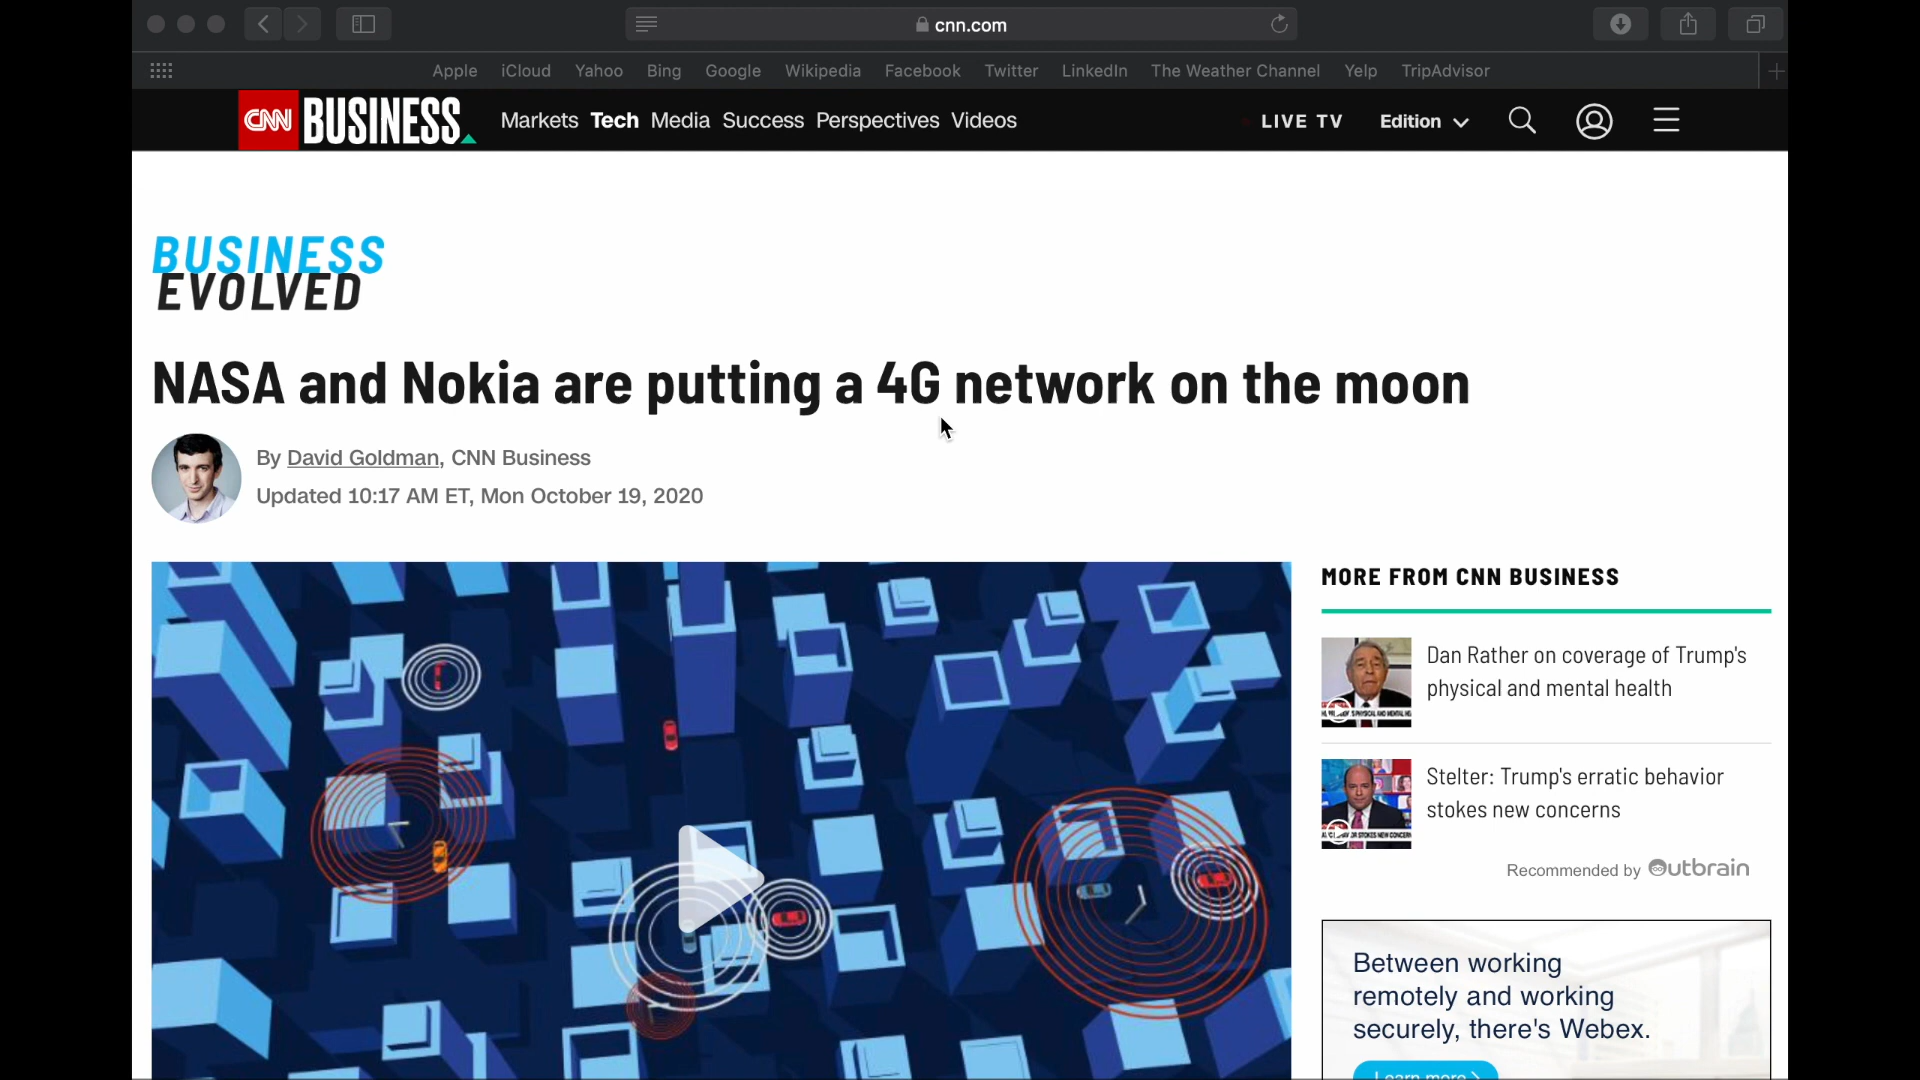 cnn.com
Apple iCloud Yahoo Bing Google Wikipedia Facebook Twitter LinkedIn The Weather Channel Yelp TripAdvisor
CNN BUSINESS Markets Tech Media Success Perspectives Videos LIVE TV Edition
BUSINESS
EVOLVED
NASA and Nokia are putting a 4G network on the moon
By David Goldman, CNN Business
Updated 10:17 AM ET, Mon October 19, 2020
MORE FROM CNN BUSINESS
Dan Rather on coverage of Trump's
physical and mental health
Stelter: Trump's erratic behavior
stokes new concerns
Recommended by Outbrain
Between working
remotely and working
securely, there's Webex.
Learn more